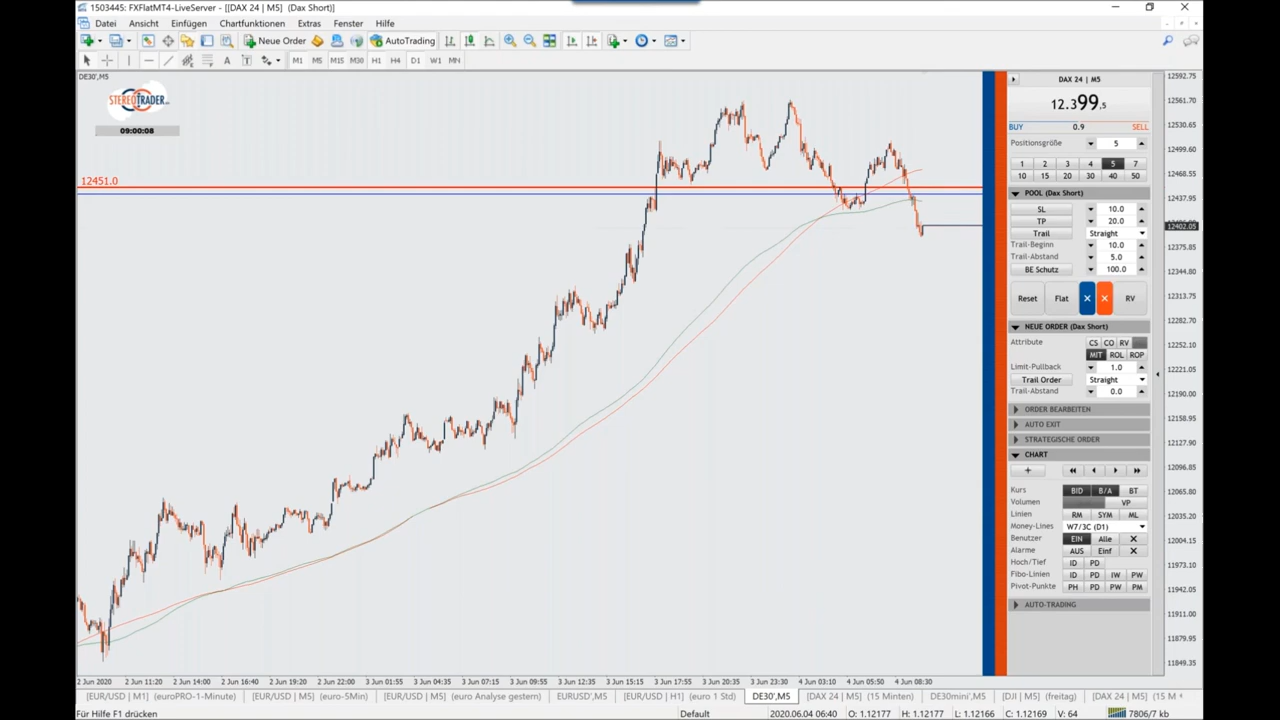 1503445: FXFlatMT4-LiveServer - [[DAX 24 | M5] (Dax Short)]
Datei Ansicht Einfügen Chartfunktionen Extras Fenster Hilfe
Neue Order AutoTrading
A T M1 M5 M15 M30 H1 H4 D1 W1 MN
DE30',M5
STEREOTRADER
09:00:08
12451.0
DAX 24 | M5
12.399,5
BUY 0.9 SELL
Positionsgröße 5
1 2 3 4 5 7
10 15 20 30 40 50
POOL (Dax Short)
SL 10.0
TP 20.0
Trail Straight
Trail-Beginn 10.0
Trail-Abstand 5.0
BE Schutz 100.0
Reset Flat × × RV
NEUE ORDER (Dax Short)
Attribute CS CO RV
MIT ROL ROP
Limit-Pullback 1.0
Trail Order Straight
Trail-Abstand 0.0
ORDER BEARBEITEN
AUTO EXIT
STRATEGISCHE ORDER
CHART
+
Kurs BID B/A BT
Volumen VP
Linien RM SYM ML
Money-Lines W7/3C (D1)
Benutzer EIN Alle X
Alarme AUS Einf X
Hoch/Tief ID PD
Fibo-Linien ID PD IW PW
Pivot-Punkte PH PD PW PM
AUTO-TRADING
12592.75
12561.70
12530.65
12499.60
12468.55
12437.95
12402.05
12375.85
12344.80
12313.75
12282.70
12252.10
12221.05
12190.00
12158.95
12127.90
12096.85
12065.80
12035.20
12004.15
11973.10
11942.05
11911.00
11879.95
11849.35
2 Jun 2020 2 Jun 11:20 2 Jun 14:00 2 Jun 16:40 2 Jun 19:20 2 Jun 22:00 3 Jun 01:55 3 Jun 04:35 3 Jun 07:15 3 Jun 09:55 3 Jun 12:35 3 Jun 15:15 3 Jun 17:55 3 Jun 20:35 3 Jun 23:15 4 Jun 03:10 4 Jun 05:50 4 Jun 08:30
[EUR/USD | M1] (euroPRO-1-Minute) [EUR/USD | M5] (euro-5Min) [EUR/USD | M5] (euro Analyse gestern) EURUSD',M5 [EUR/USD | H1] (euro 1 Std) DE30',M5 [DAX 24 | M5] (15 Minten) DE30mini',M5 [DJI | M5] (freitag) [DAX 24 | M5] (15 M
Für Hilfe F1 drücken Default 2020.06.04 06:40 O: 1.12177 H: 1.12177 L: 1.12166 C: 1.12169 V: 64 7806/7 kb